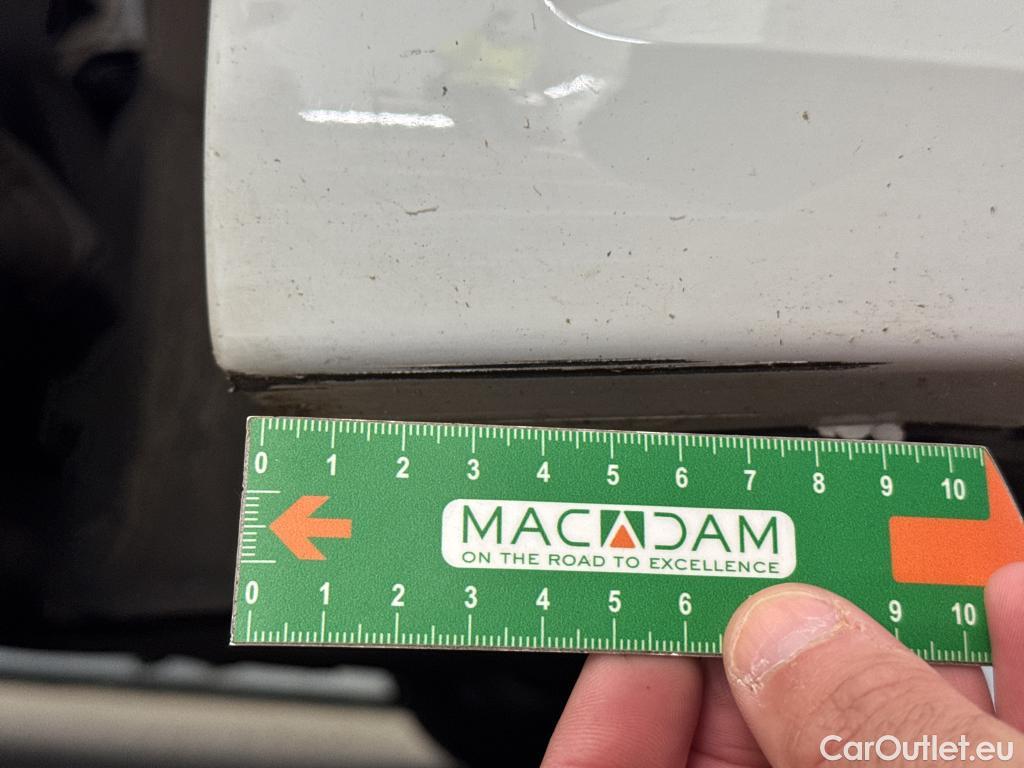 0 1 2 3 4 5 6 7 8 9 10
MACADAM
ON THE ROAD TO EXCELLENCE
0 1 2 3 4 5 6 9 10
CarOutlet.eu